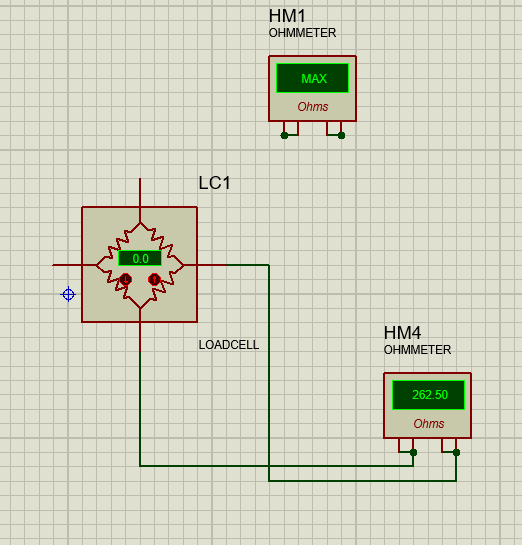 HM1
OHMMETER
MAX
Ohms
LC1
0.0
LOADCELL
HM4
OHMMETER
262.50
Ohms